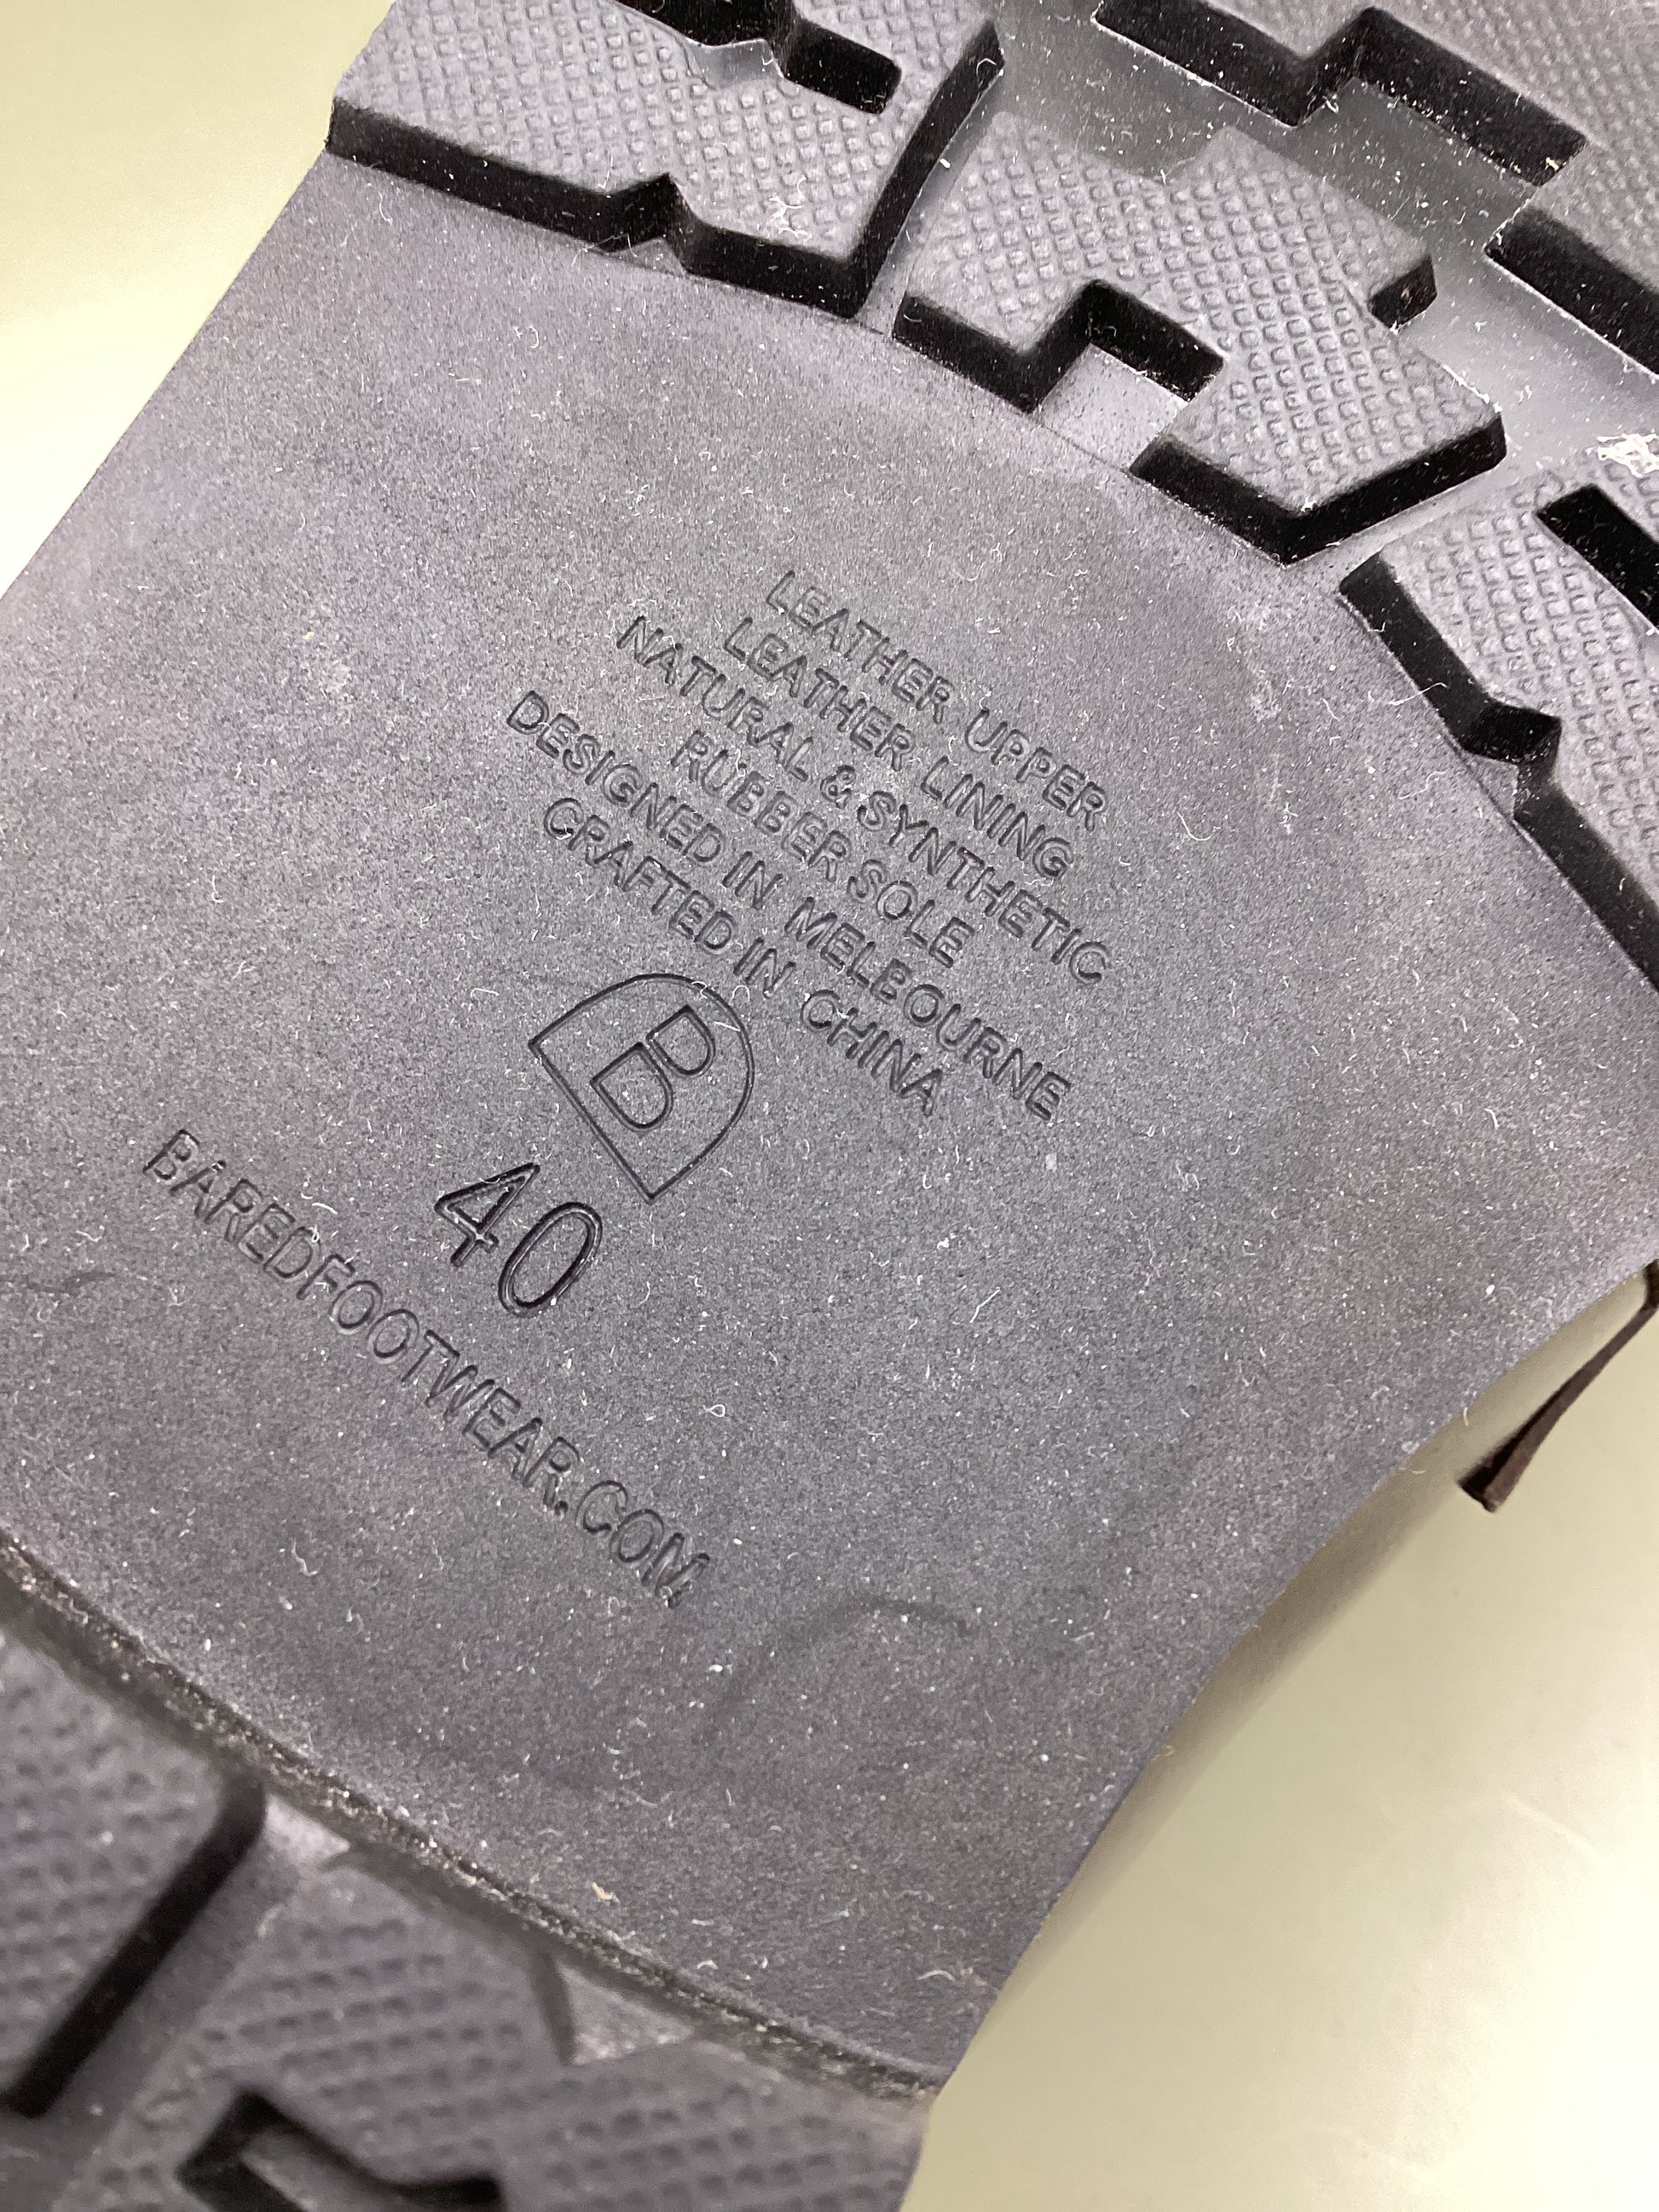 LEATHER UPPER
LEATHER LINING
NATURAL & SYNTHETIC
RUBBER SOLE
DESIGNED IN MELBOURNE
CRAFTED IN CHINA
B
40
BAREDFOOTWEAR.COM